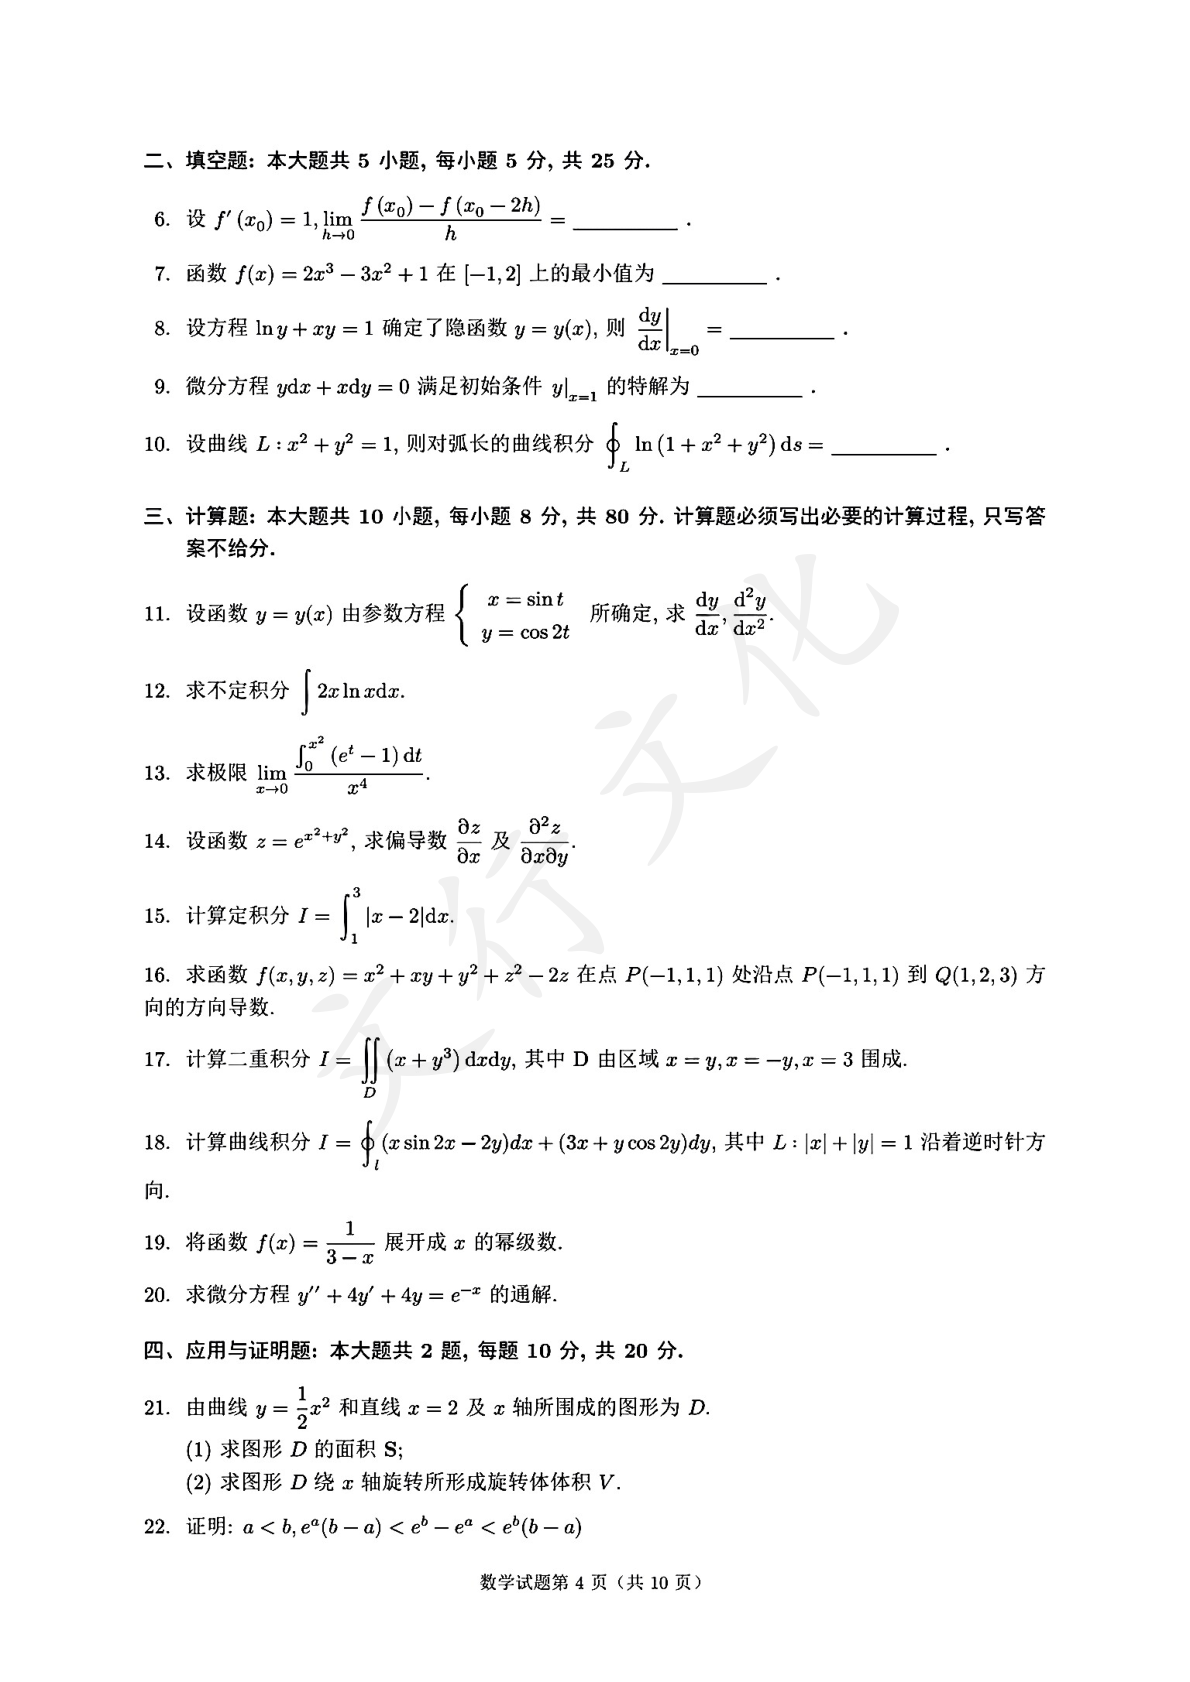 二、填空题: 本大题共 5 小题, 每小题 5 分, 共 25 分.
6. 设 f′(x₀) = 1, lim_{h→0} \frac{f(x₀) − f(x₀ − 2h)}{h} = ________ .
7. 函数 f(x) = 2x³ − 3x² + 1 在 [−1, 2] 上的最小值为 ________ .
8. 设方程 ln y + xy = 1 确定了隐函数 y = y(x), 则 \frac{dy}{dx}|_{x=0} = ________ .
9. 微分方程 ydx + xdy = 0 满足初始条件 y|_{x=1} 的特解为 ________ .
10. 设曲线 L : x² + y² = 1, 则对弧长的曲线积分 ∮_L ln (1 + x² + y²) ds = ________ .
三、计算题: 本大题共 10 小题, 每小题 8 分, 共 80 分. 计算题必须写出必要的计算过程, 只写答
案不给分.
11. 设函数 y = y(x) 由参数方程 { x = sin t y = cos 2t 所确定, 求 \frac{dy}{dx}, \frac{d²y}{dx²}.
12. 求不定积分 ∫ 2x ln xdx.
13. 求极限 lim_{x→0} \frac{∫_0^{x²} (e^t − 1) dt}{x⁴}.
14. 设函数 z = e^{x²+y²}, 求偏导数 \frac{∂z}{∂x} 及 \frac{∂²z}{∂x∂y}.
15. 计算定积分 I = ∫_1^3 |x − 2|dx.
16. 求函数 f(x, y, z) = x² + xy + y² + z² − 2z 在点 P(−1, 1, 1) 处沿点 P(−1, 1, 1) 到 Q(1, 2, 3) 方
向的方向导数.
17. 计算二重积分 I = ∬_D (x + y³) dxdy, 其中 D 由区域 x = y, x = −y, x = 3 围成.
18. 计算曲线积分 I = ∮_l (x sin 2x − 2y)dx + (3x + y cos 2y)dy, 其中 L : |x| + |y| = 1 沿着逆时针方
向.
19. 将函数 f(x) = \frac{1}{3 − x} 展开成 x 的幂级数.
20. 求微分方程 y″ + 4y′ + 4y = e^{−x} 的通解.
四、应用与证明题: 本大题共 2 题, 每题 10 分, 共 20 分.
21. 由曲线 y = \frac{1}{2}x² 和直线 x = 2 及 x 轴所围成的图形为 D.
(1) 求图形 D 的面积 S;
(2) 求图形 D 绕 x 轴旋转所形成旋转体体积 V.
22. 证明: a < b, e^a(b − a) < e^b − e^a < e^b(b − a)
数学试题第 4 页（共 10 页）
文行文化